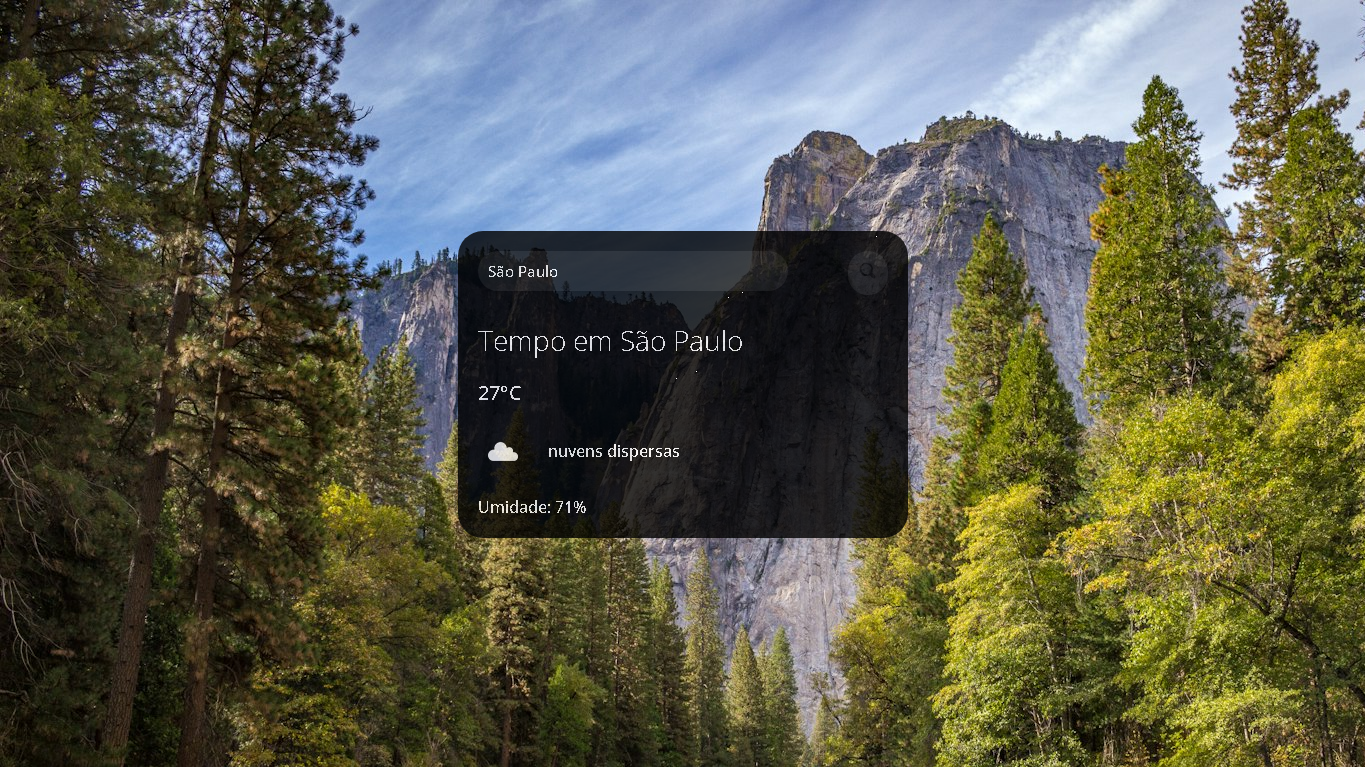 São Paulo
Tempo em São Paulo
27°C
nuvens dispersas
Umidade: 71%